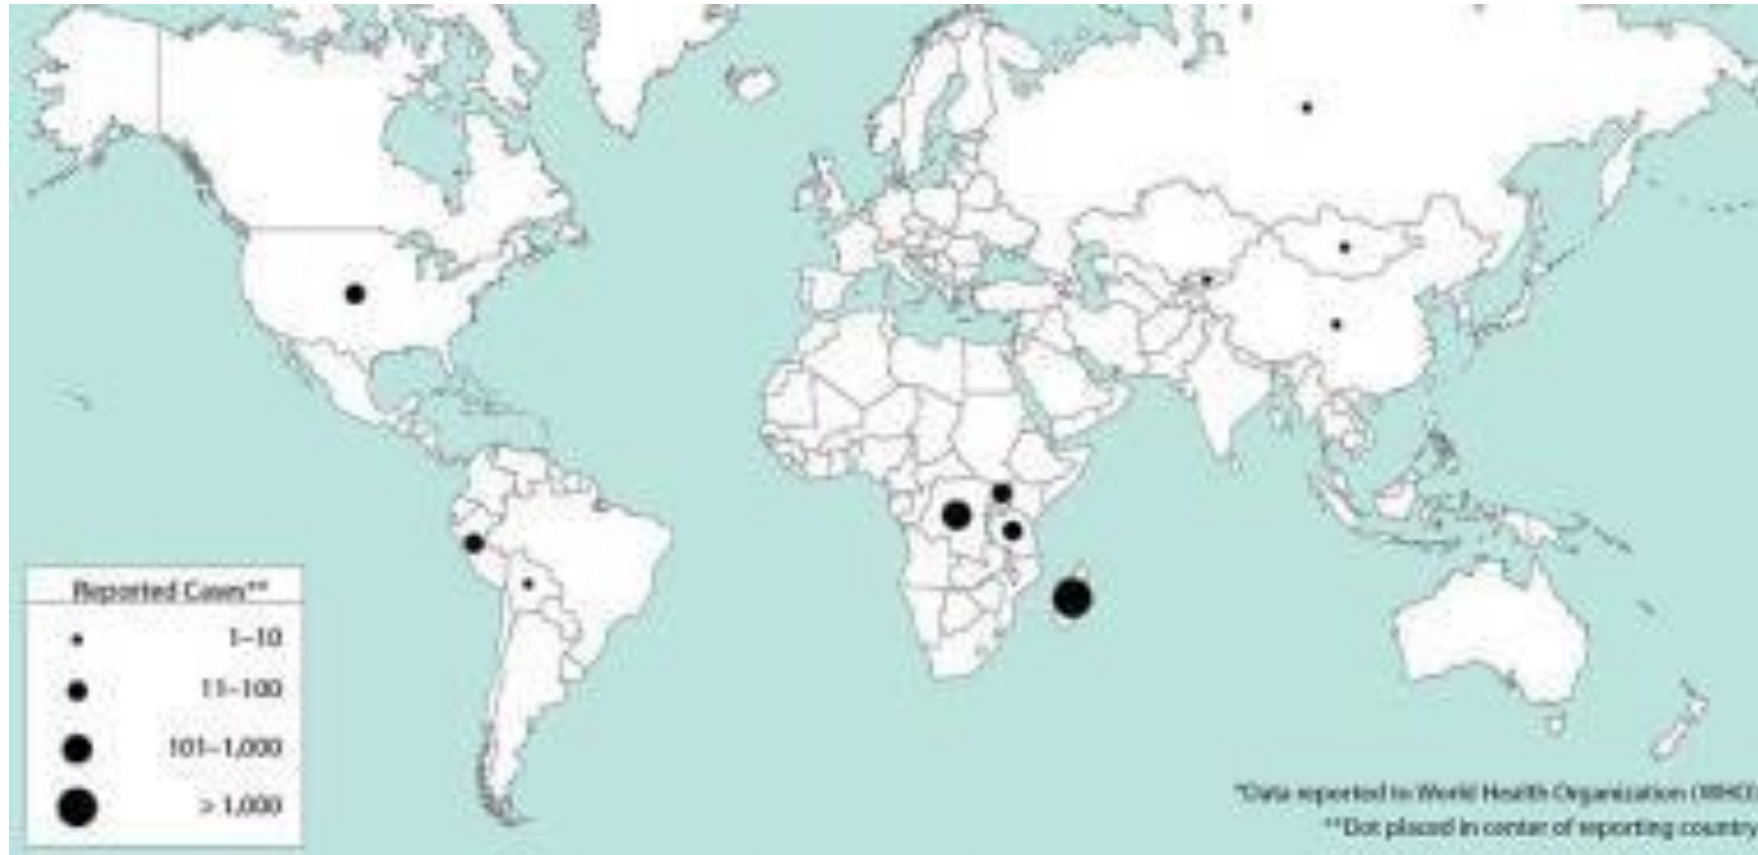 Reported Cases**
1–10
11–100
101–1,000
> 1,000
*Data reported to World Health Organization (WHO)
**Dot placed in center of reporting country